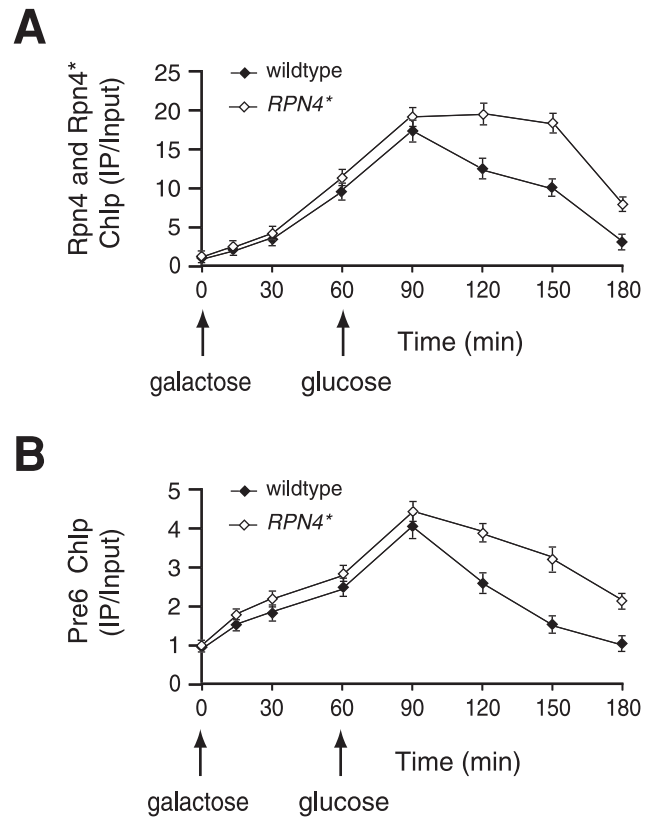 A
Rpn4 and Rpn4*
ChIp (IP/Input)
25
20
15
10
5
0
wildtype
RPN4*
0 30 60 90 120 150 180
Time (min)
galactose glucose
B
Pre6 ChIp
(IP/Input)
5
4
3
2
1
0
wildtype
RPN4*
0 30 60 90 120 150 180
Time (min)
galactose glucose